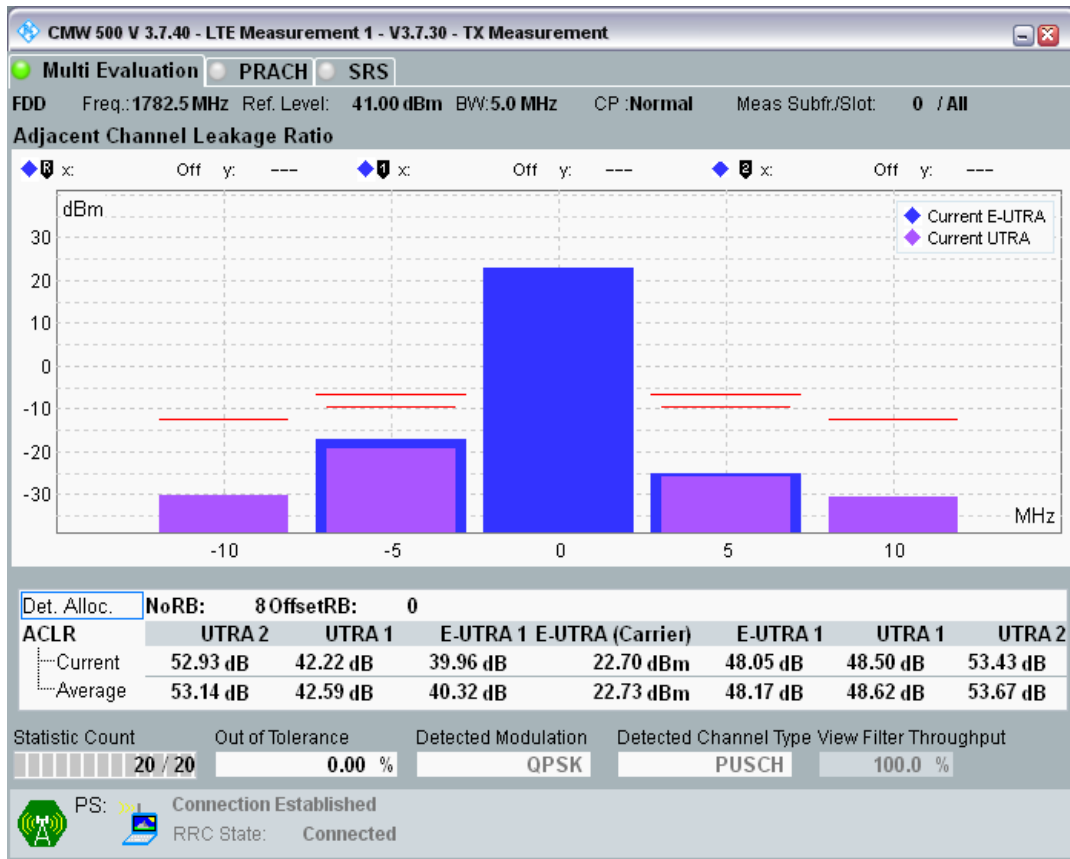 CMW 500 V 3.7.40 - LTE Measurement 1 - V3.7.30 - TX Measurement
Multi Evaluation PRACH SRS
FDD Freq.: 1782.5 MHz Ref. Level: 41.00 dBm BW: 5.0 MHz CP :Normal Meas Subfr./Slot: 0 / All
Adjacent Channel Leakage Ratio
R x: Off y: --- 1 x: Off y: --- 2 x: Off y: ---
dBm
Current E-UTRA
Current UTRA
30
20
10
0
-10
-20
-30
MHz
-10 -5 0 5 10
Det. Alloc. NoRB: 8 OffsetRB: 0
ACLR UTRA 2 UTRA 1 E-UTRA 1 E-UTRA (Carrier) E-UTRA 1 UTRA 1 UTRA 2
Current 52.93 dB 42.22 dB 39.96 dB 22.70 dBm 48.05 dB 48.50 dB 53.43 dB
Average 53.14 dB 42.59 dB 40.32 dB 22.73 dBm 48.17 dB 48.62 dB 53.67 dB
Statistic Count Out of Tolerance Detected Modulation Detected Channel Type View Filter Throughput
20 / 20 0.00 % QPSK PUSCH 100.0 %
PS: Connection Established
RRC State: Connected